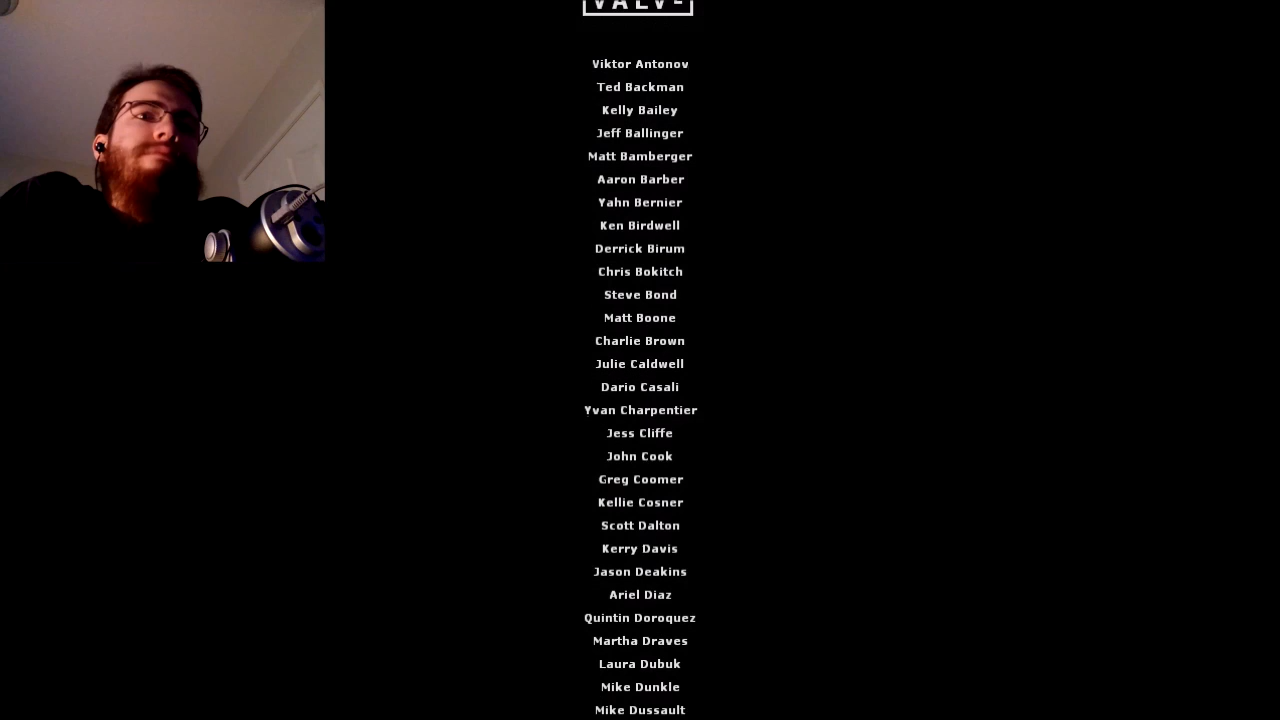 VALVE
Viktor Antonov
Ted Backman
Kelly Bailey
Jeff Ballinger
Matt Bamberger
Aaron Barber
Yahn Bernier
Ken Birdwell
Derrick Birum
Chris Bokitch
Steve Bond
Matt Boone
Charlie Brown
Julie Caldwell
Dario Casali
Yvan Charpentier
Jess Cliffe
John Cook
Greg Coomer
Kellie Cosner
Scott Dalton
Kerry Davis
Jason Deakins
Ariel Diaz
Quintin Doroquez
Martha Draves
Laura Dubuk
Mike Dunkle
Mike Dussault